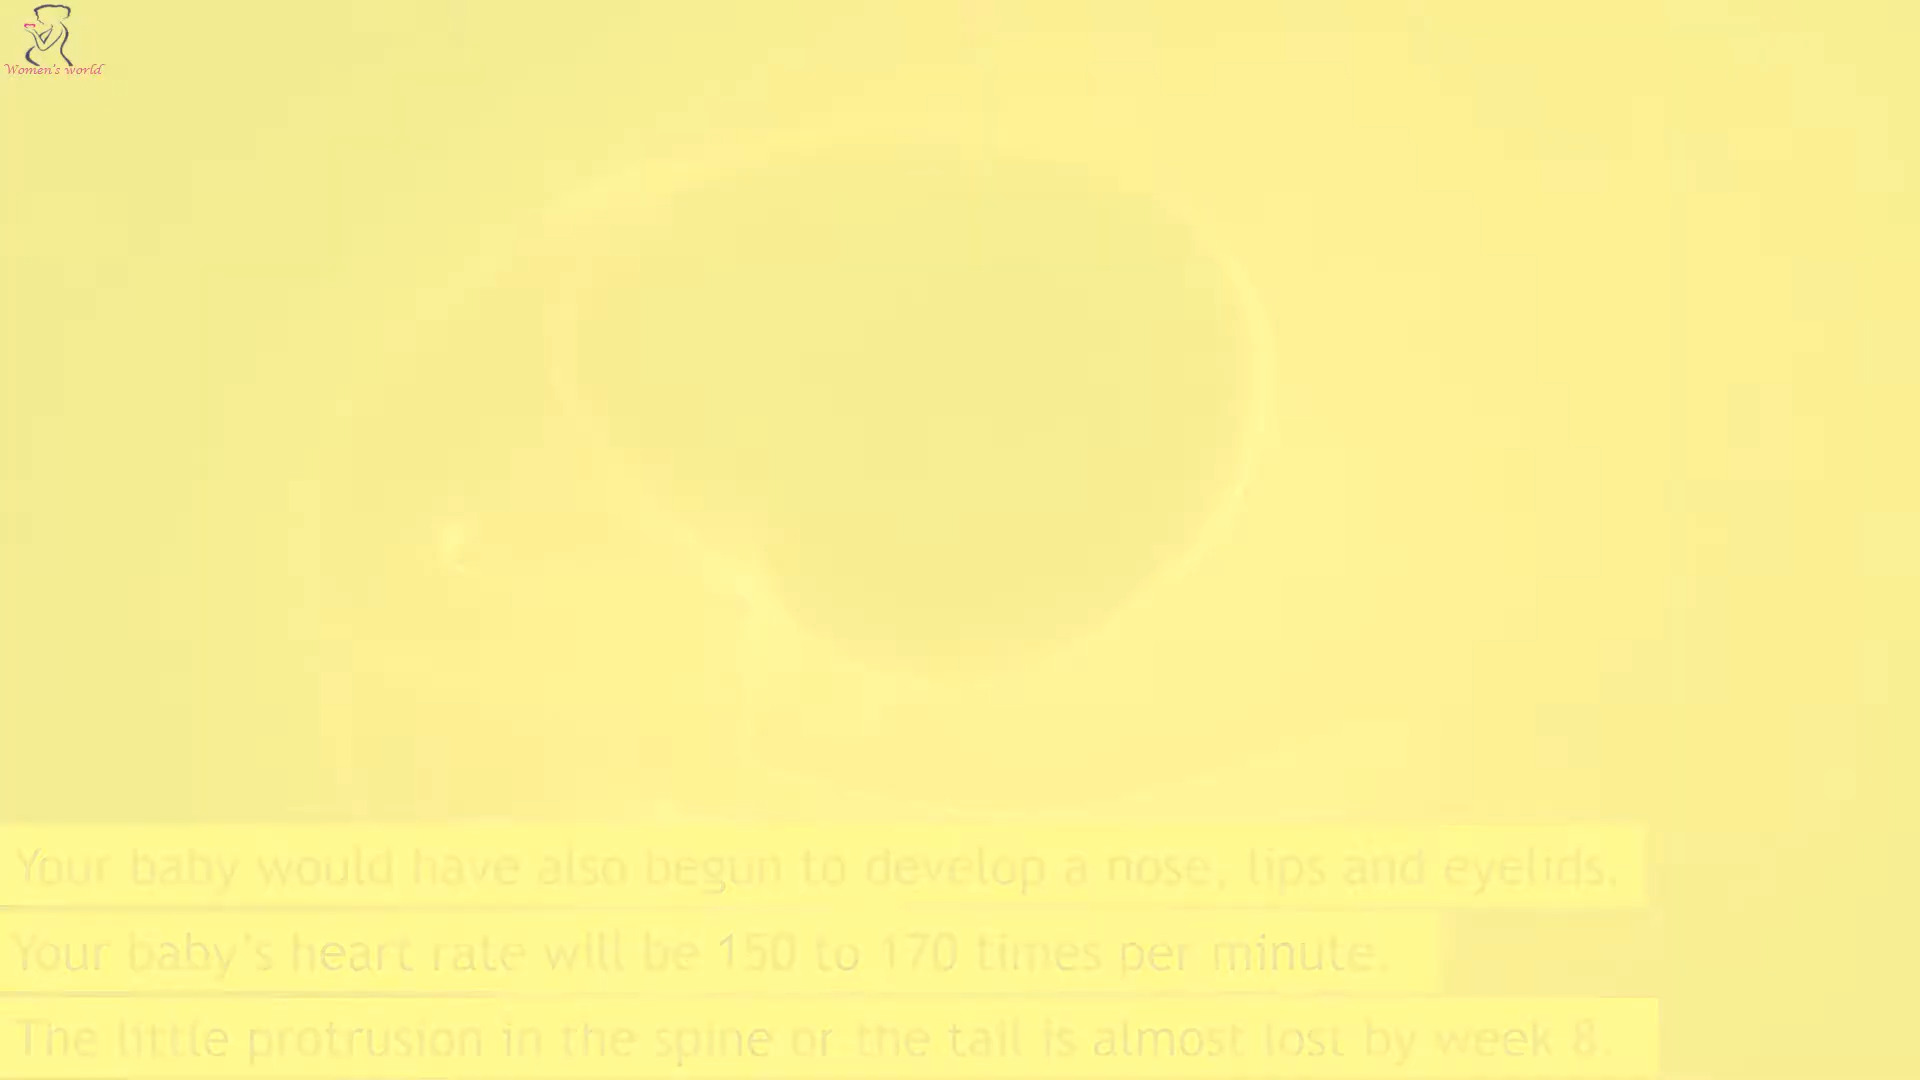 Women's world
Your baby would have also begun to develop a nose, lips and eyelids.
Your baby's heart rate will be 150 to 170 times per minute.
The little protrusion in the spine or the tail is almost lost by week 8.